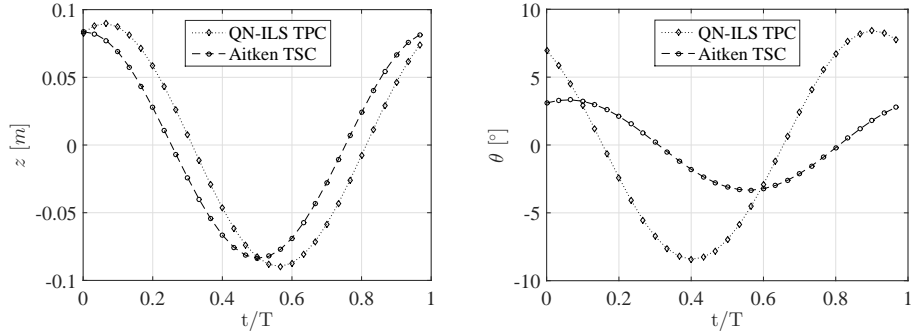 0.1
0.05
0
-0.05
-0.1
z [m]
QN-ILS TPC
Aitken TSC
0 0.2 0.4 0.6 0.8 1
t/T
10
5
0
-5
-10
θ [°]
QN-ILS TPC
Aitken TSC
0 0.2 0.4 0.6 0.8 1
t/T